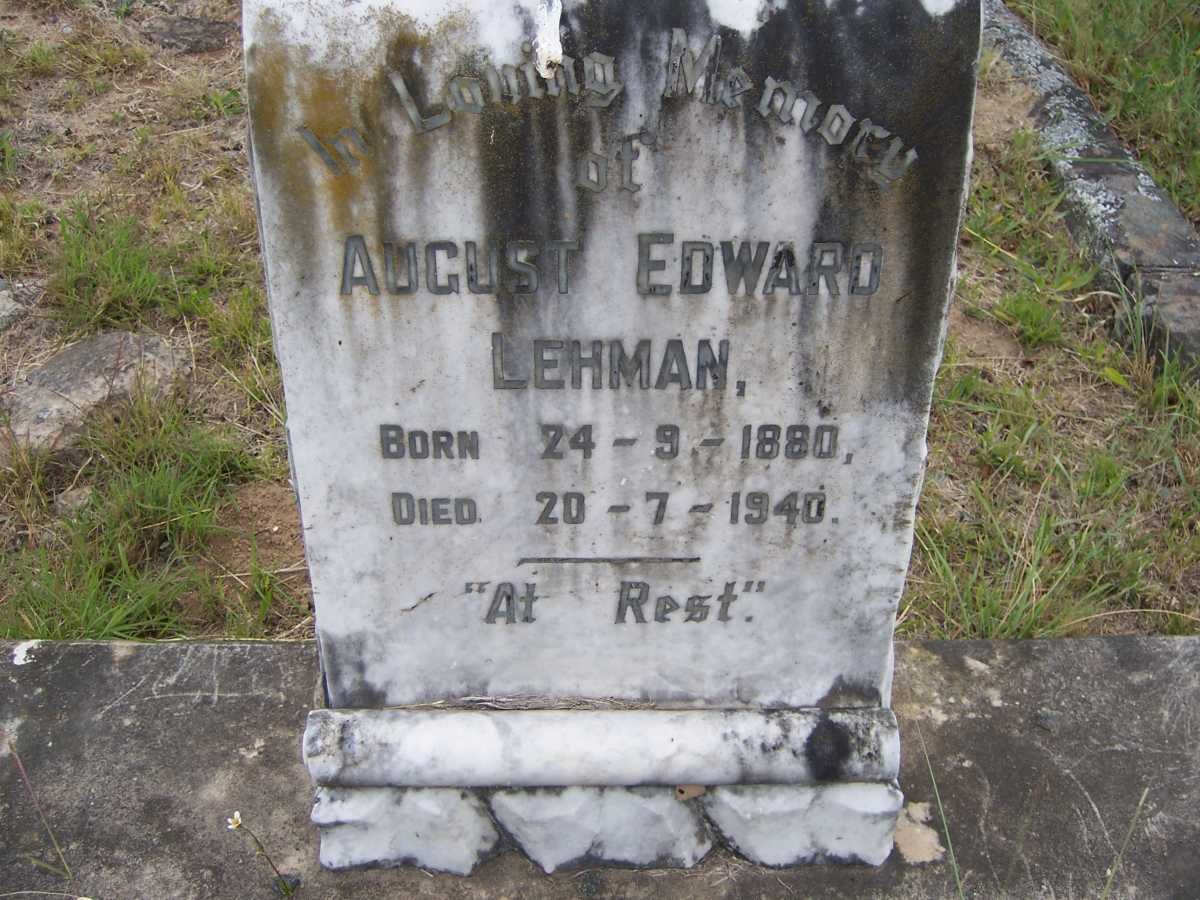 In Loving Memory
of
AUGUST EDWARD
LEHMAN,
BORN 24-9-1880,
DIED. 20-7-1940.
"At Rest."